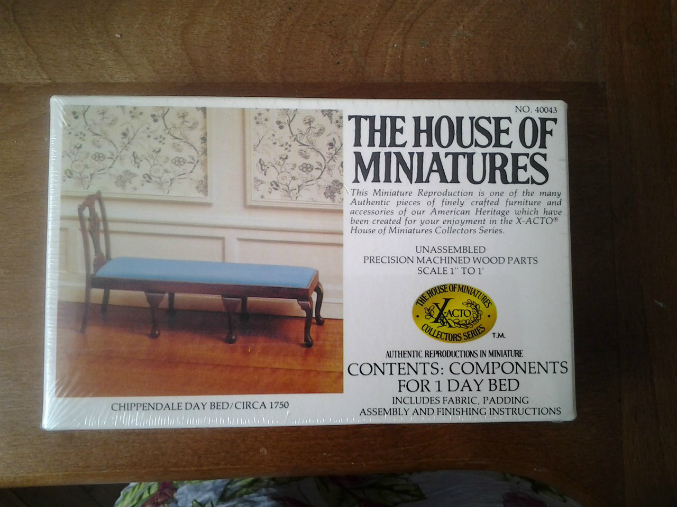 NO. 40043
THE HOUSE OF
MINIATURES
This Miniature Reproduction is one of the many
Authentic pieces of finely crafted furniture and
accessories of our American Heritage which have
been created for your enjoyment in the X-ACTO®
House of Miniatures Collectors Series.
UNASSEMBLED
PRECISION MACHINED WOOD PARTS
SCALE 1" TO 1'
THE HOUSE OF MINIATURES
X-ACTO
COLLECTORS SERIES
T.M.
AUTHENTIC REPRODUCTIONS IN MINIATURE
CONTENTS: COMPONENTS
FOR 1 DAY BED
INCLUDES FABRIC, PADDING
ASSEMBLY AND FINISHING INSTRUCTIONS
CHIPPENDALE DAY BED/CIRCA 1750